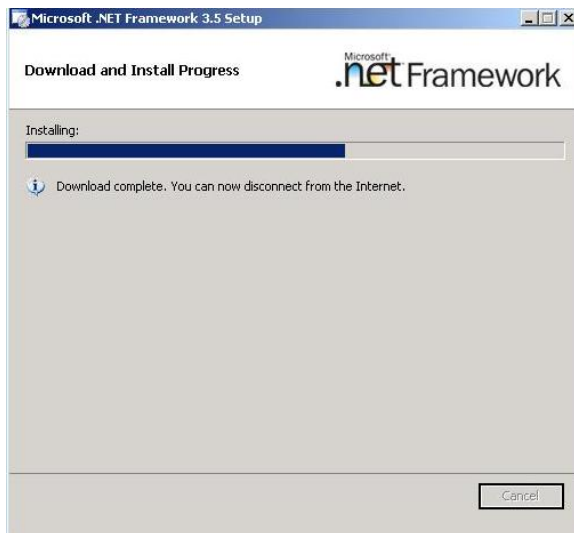 Microsoft .NET Framework 3.5 Setup
Download and Install Progress
Microsoft
.net Framework
Installing:
Download complete. You can now disconnect from the Internet.
Cancel